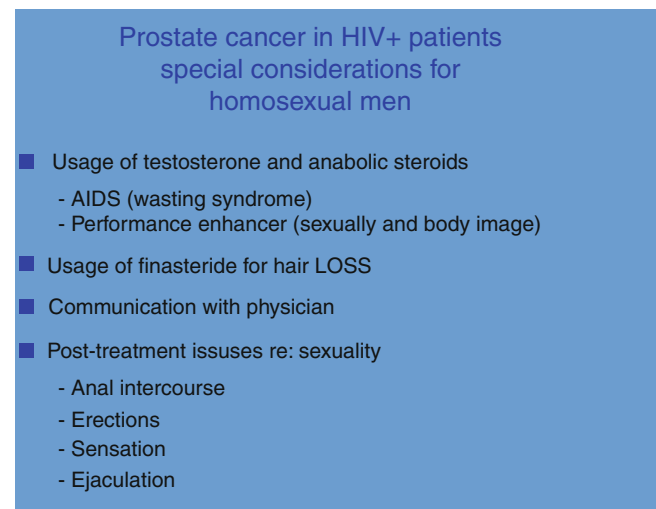 Prostate cancer in HIV+ patients
special considerations for
homosexual men
Usage of testosterone and anabolic steroids
- AIDS (wasting syndrome)
- Performance enhancer (sexually and body image)
Usage of finasteride for hair LOSS
Communication with physician
Post-treatment issuses re: sexuality
- Anal intercourse
- Erections
- Sensation
- Ejaculation